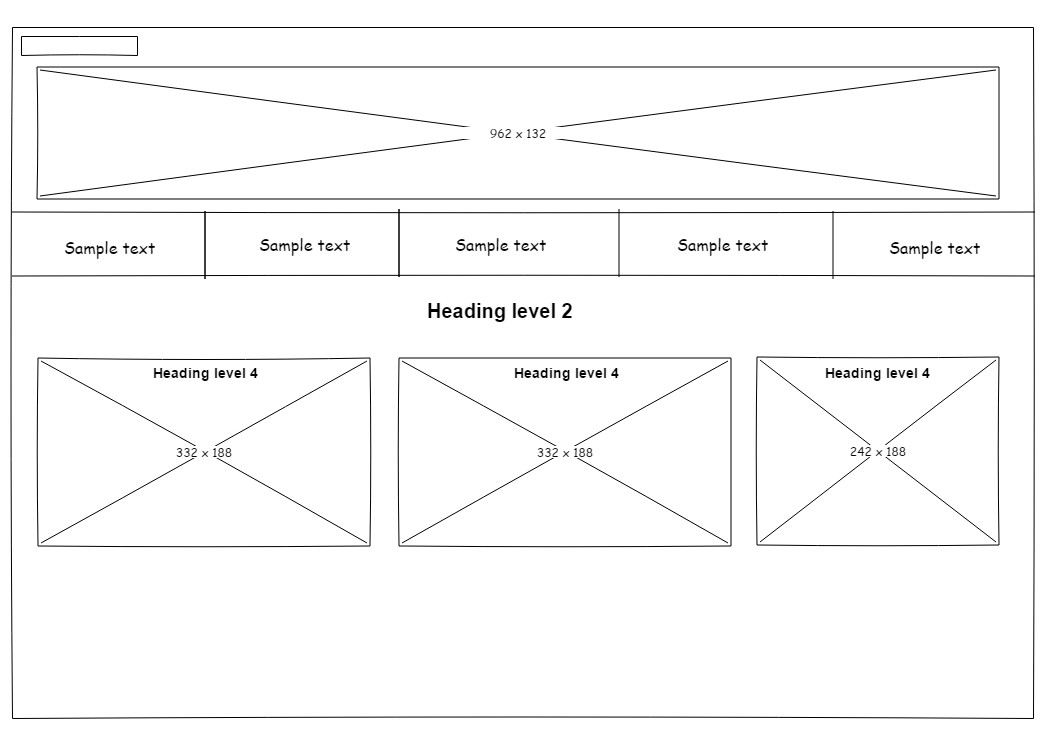 962 x 132
Sample text
Sample text
Sample text
Sample text
Sample text
Heading level 2
Heading level 4
Heading level 4
Heading level 4
332 x 188
332 x 188
242 x 188